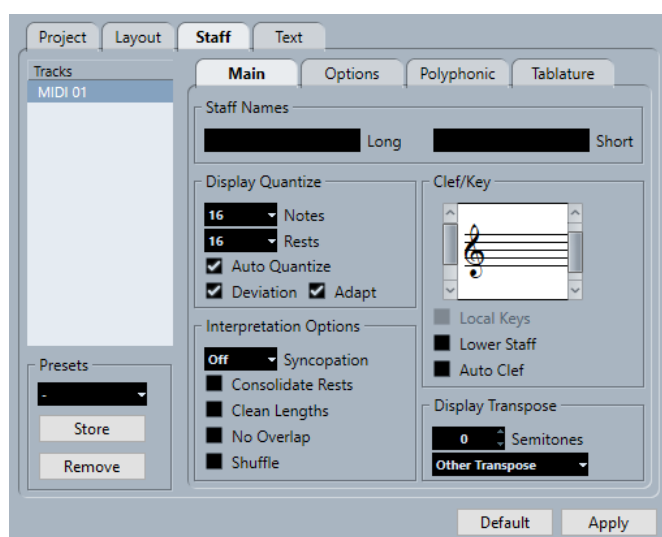 Project Layout Staff Text
Tracks
MIDI 01
Main Options Polyphonic Tablature
Staff Names
Long Short
Display Quantize
16 Notes
16 Rests
Auto Quantize
Deviation Adapt
Clef/Key
Local Keys
Lower Staff
Auto Clef
Interpretation Options
Off Syncopation
Consolidate Rests
Clean Lengths
No Overlap
Shuffle
Display Transpose
0 Semitones
Other Transpose
Presets
-
Store
Remove
Default Apply